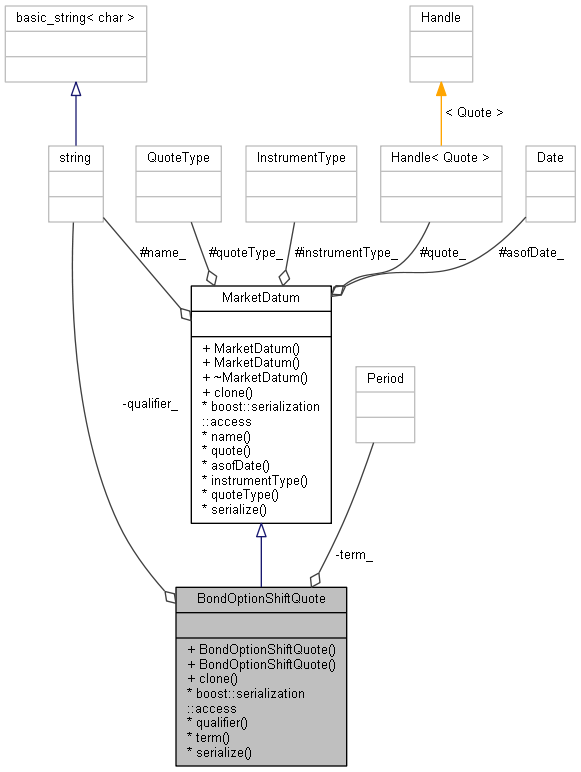 basic_string< char >
Handle
< Quote >
string
QuoteType
InstrumentType
Handle< Quote >
Date
#name_
#quoteType_
#instrumentType_
#quote_
#asofDate_
MarketDatum
+ MarketDatum()
+ MarketDatum()
+ ~MarketDatum()
+ clone()
* boost::serialization
::access
* name()
* quote()
* asofDate()
* instrumentType()
* quoteType()
* serialize()
Period
-qualifier_
-term_
BondOptionShiftQuote
+ BondOptionShiftQuote()
+ BondOptionShiftQuote()
+ clone()
* boost::serialization
::access
* qualifier()
* term()
* serialize()